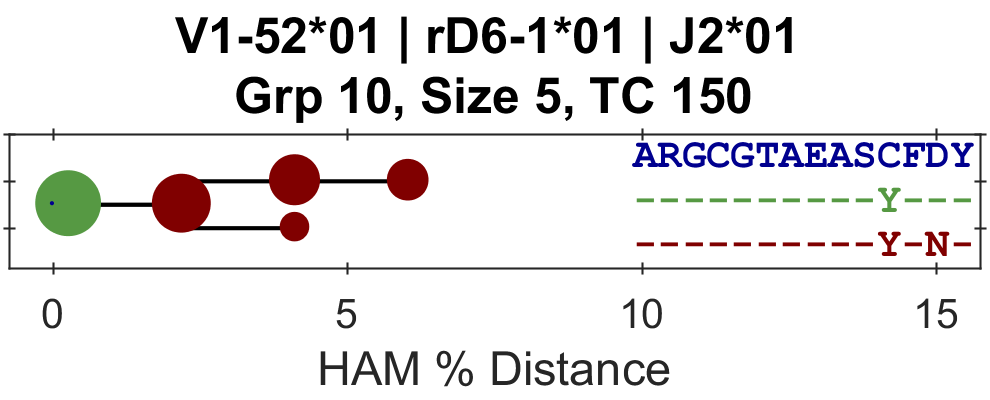 V1-52*01 | rD6-1*01 | J2*01
Grp 10, Size 5, TC 150
ARGCGTAEASCFDY
----------Y---
----------Y-N-
0 5 10 15
HAM % Distance